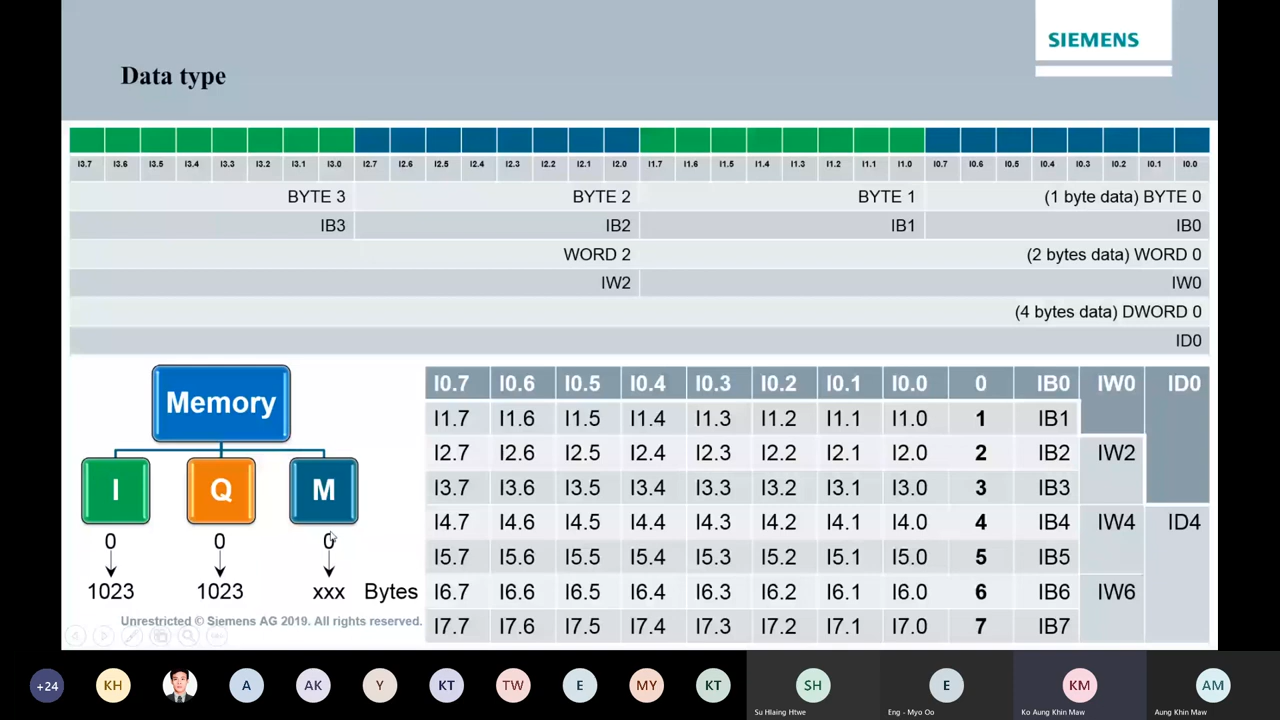 SIEMENS
Data type
I3.7 I3.6 I3.5 I3.4 I3.3 I3.2 I3.1 I3.0 I2.7 I2.6 I2.5 I2.4 I2.3 I2.2 I2.1 I2.0 I1.7 I1.6 I1.5 I1.4 I1.3 I1.2 I1.1 I1.0 I0.7 I0.6 I0.5 I0.4 I0.3 I0.2 I0.1 I0.0
BYTE 3 BYTE 2 BYTE 1 (1 byte data) BYTE 0
IB3 IB2 IB1 IB0
WORD 2 (2 bytes data) WORD 0
IW2 IW0
(4 bytes data) DWORD 0
ID0
Memory
I Q M
0 0 0
1023 1023 xxx Bytes
I0.7 I0.6 I0.5 I0.4 I0.3 I0.2 I0.1 I0.0 0 IB0 IW0 ID0
I1.7 I1.6 I1.5 I1.4 I1.3 I1.2 I1.1 I1.0 1 IB1
I2.7 I2.6 I2.5 I2.4 I2.3 I2.2 I2.1 I2.0 2 IB2 IW2
I3.7 I3.6 I3.5 I3.4 I3.3 I3.2 I3.1 I3.0 3 IB3
I4.7 I4.6 I4.5 I4.4 I4.3 I4.2 I4.1 I4.0 4 IB4 IW4 ID4
I5.7 I5.6 I5.5 I5.4 I5.3 I5.2 I5.1 I5.0 5 IB5
I6.7 I6.6 I6.5 I6.4 I6.3 I6.2 I6.1 I6.0 6 IB6 IW6
I7.7 I7.6 I7.5 I7.4 I7.3 I7.2 I7.1 I7.0 7 IB7
Unrestricted © Siemens AG 2019. All rights reserved.
+24 KH A AK Y KT TW E MY KT SH E KM AM
Su Hlaing Htwe Eng - Myo Oo Ko Aung Khin Maw Aung Khin Maw